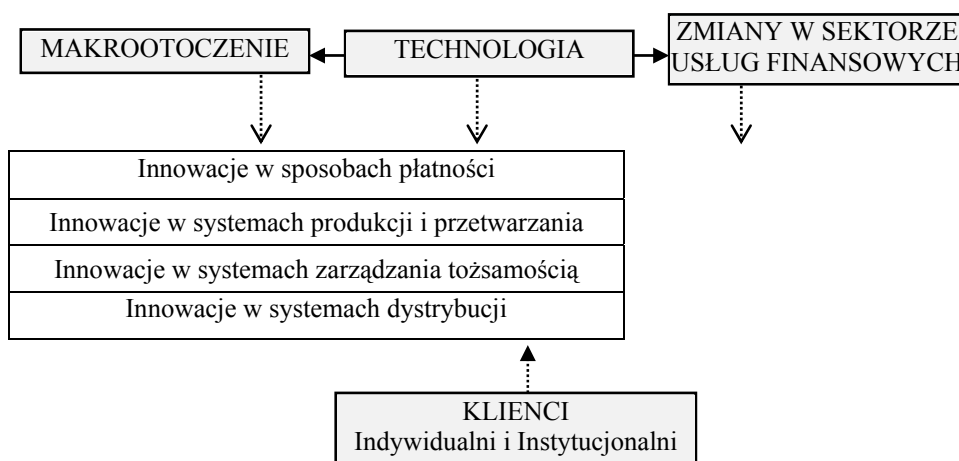 MAKROOTOCZENIE
TECHNOLOGIA
ZMIANY W SEKTORZE
USŁUG FINANSOWYCH
Innowacje w sposobach płatności
Innowacje w systemach produkcji i przetwarzania
Innowacje w systemach zarządzania tożsamością
Innowacje w systemach dystrybucji
KLIENCI
Indywidualni i Instytucjonalni